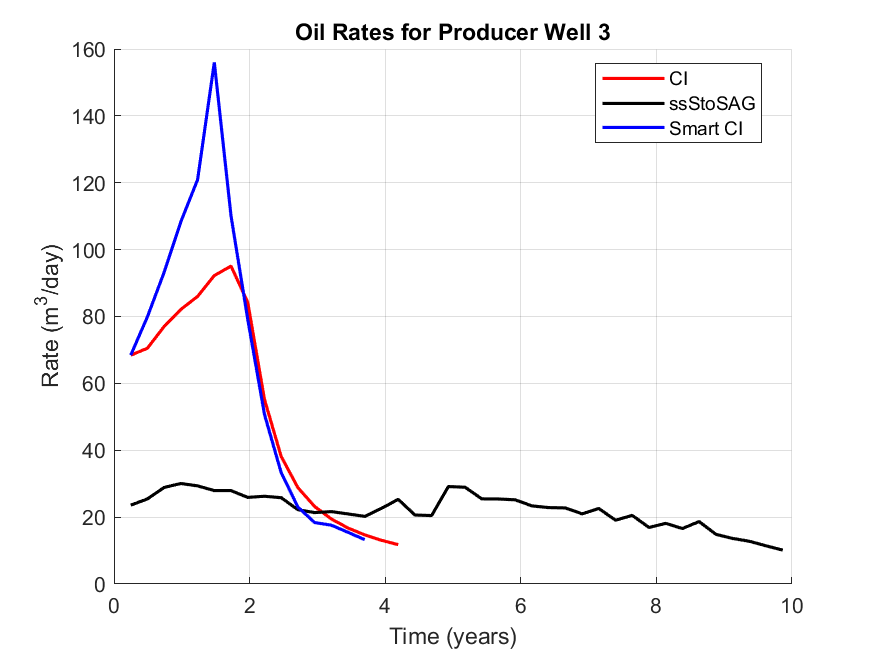 Oil Rates for Producer Well 3
160
140
120
100
80
60
40
20
0
Rate (m³/day)
CI
ssStoSAG
Smart CI
0 2 4 6 8 10
Time (years)